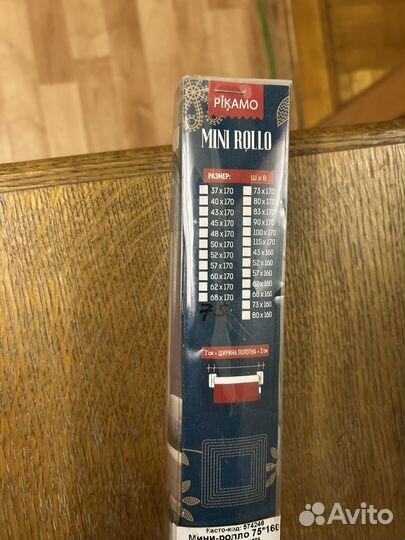 PIĶAMO
MINI ROLLO
РАЗМЕР: Ш x В
37 x 170 73 x 170
40 x 170 80 x 170
43 x 170 83 x 170
45 x 170 90 x 170
48 x 170 100 x 170
50 x 170 115 x 170
52 x 170 43 x 160
57 x 170 52 x 160
60 x 170 57 x 160
62 x 170 62 x 160
68 x 170 68 x 160
75 73 x 160
80 x 160
2 см + ШИРИНА ПОЛОТНА + 2 см
Касто-код: 574246
Мини-ролло 75*160
Avito